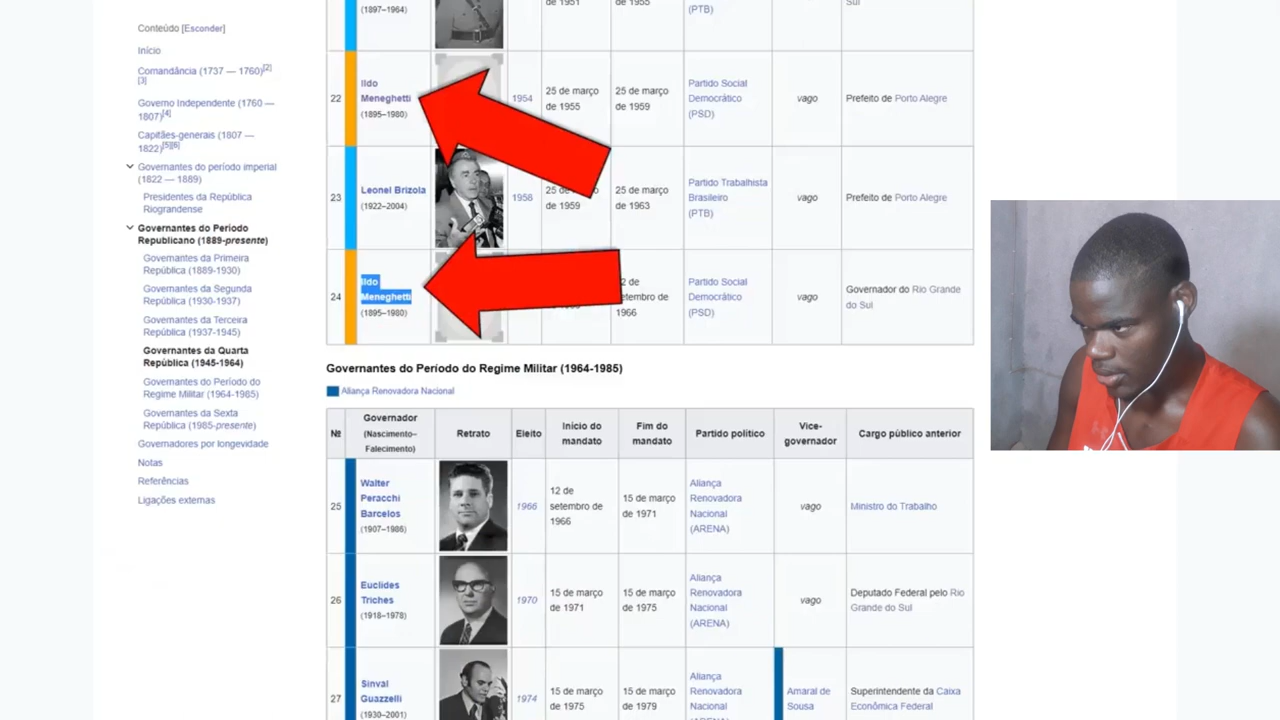 Conteúdo [Esconder]
Início
Comandância (1737 — 1760)[2]
[3]
Governo Independente (1760 —
1807)[4]
Capitães-generais (1807 —
1822)[5][6]
Governantes do período imperial
(1822 — 1889)
Presidentes da República
Riograndense
Governantes do Período
Republicano (1889-presente)
Governantes da Primeira
República (1889-1930)
Governantes da Segunda
República (1930-1937)
Governantes da Terceira
República (1937-1945)
Governantes da Quarta
República (1945-1964)
Governantes do Período do
Regime Militar (1964-1985)
Governantes da Sexta
República (1985-presente)
Governadores por longevidade
Notas
Referências
Ligações externas
(1897–1964)
de 1951
de 1955
(PTB)
Sul
22
Ildo
Meneghetti
(1895–1980)
1954
25 de março
de 1955
25 de março
de 1959
Partido Social
Democrático
(PSD)
vago
Prefeito de Porto Alegre
23
Leonel Brizola
(1922–2004)
1958
25 de
de 1959
25 de março
de 1963
Partido Trabalhista
Brasileiro
(PTB)
vago
Prefeito de Porto Alegre
24
Ildo
Meneghetti
(1895–1980)
2 de
setembro de
1966
Partido Social
Democrático
(PSD)
vago
Governador do Rio Grande
do Sul
Governantes do Período do Regime Militar (1964-1985)
Aliança Renovadora Nacional
Nº
Governador
(Nascimento–
Falecimento)
Retrato
Eleito
Início do
mandato
Fim do
mandato
Partido político
Vice-
governador
Cargo público anterior
25
Walter
Peracchi
Barcelos
(1907–1986)
1966
12 de
setembro de
1966
15 de março
de 1971
Aliança
Renovadora
Nacional
(ARENA)
vago
Ministro do Trabalho
26
Euclides
Triches
(1918–1978)
1970
15 de março
de 1971
15 de março
de 1975
Aliança
Renovadora
Nacional
(ARENA)
vago
Deputado Federal pelo Rio
Grande do Sul
27
Sinval
Guazzelli
(1930–2001)
1974
15 de março
de 1975
15 de março
de 1979
Aliança
Renovadora
Nacional
(ARENA)
Amaral de
Sousa
Superintendente da Caixa
Econômica Federal